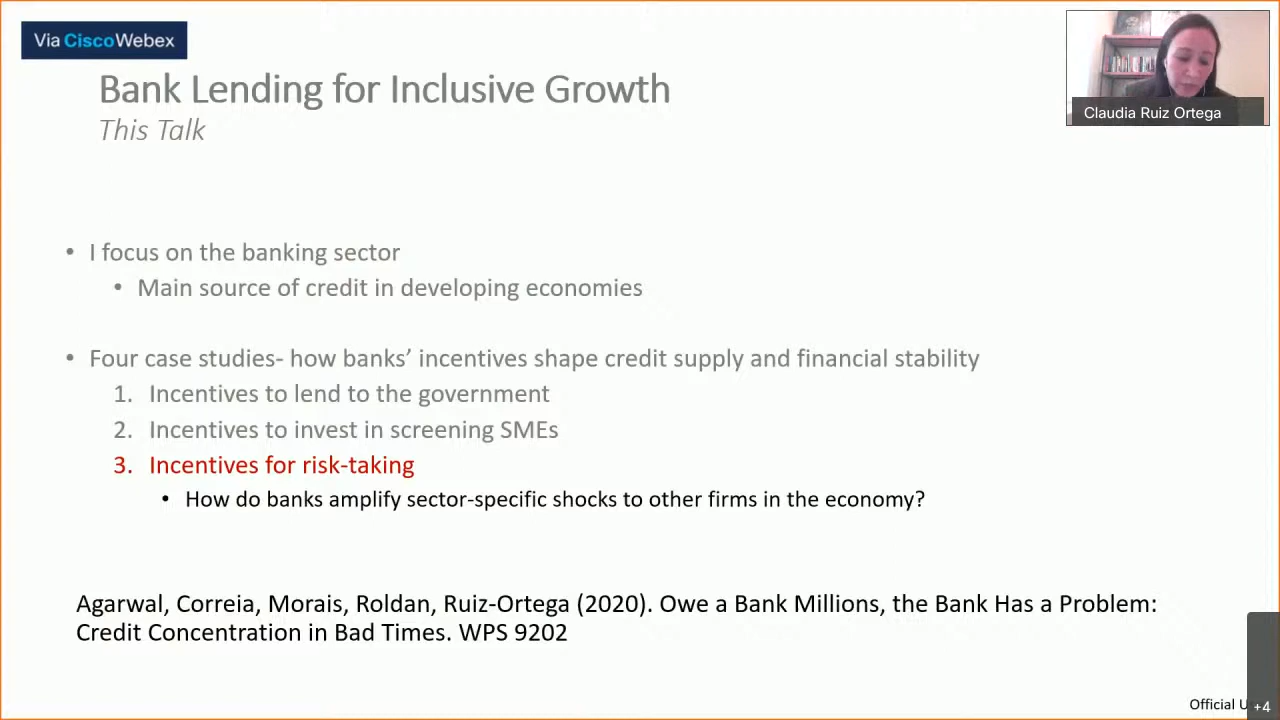 Via CiscoWebex
Bank Lending for Inclusive Growth
This Talk
Claudia Ruiz Ortega
• I focus on the banking sector
• Main source of credit in developing economies
• Four case studies- how banks’ incentives shape credit supply and financial stability
1. Incentives to lend to the government
2. Incentives to invest in screening SMEs
3. Incentives for risk-taking
• How do banks amplify sector-specific shocks to other firms in the economy?
Agarwal, Correia, Morais, Roldan, Ruiz-Ortega (2020). Owe a Bank Millions, the Bank Has a Problem:
Credit Concentration in Bad Times. WPS 9202
Official
+4